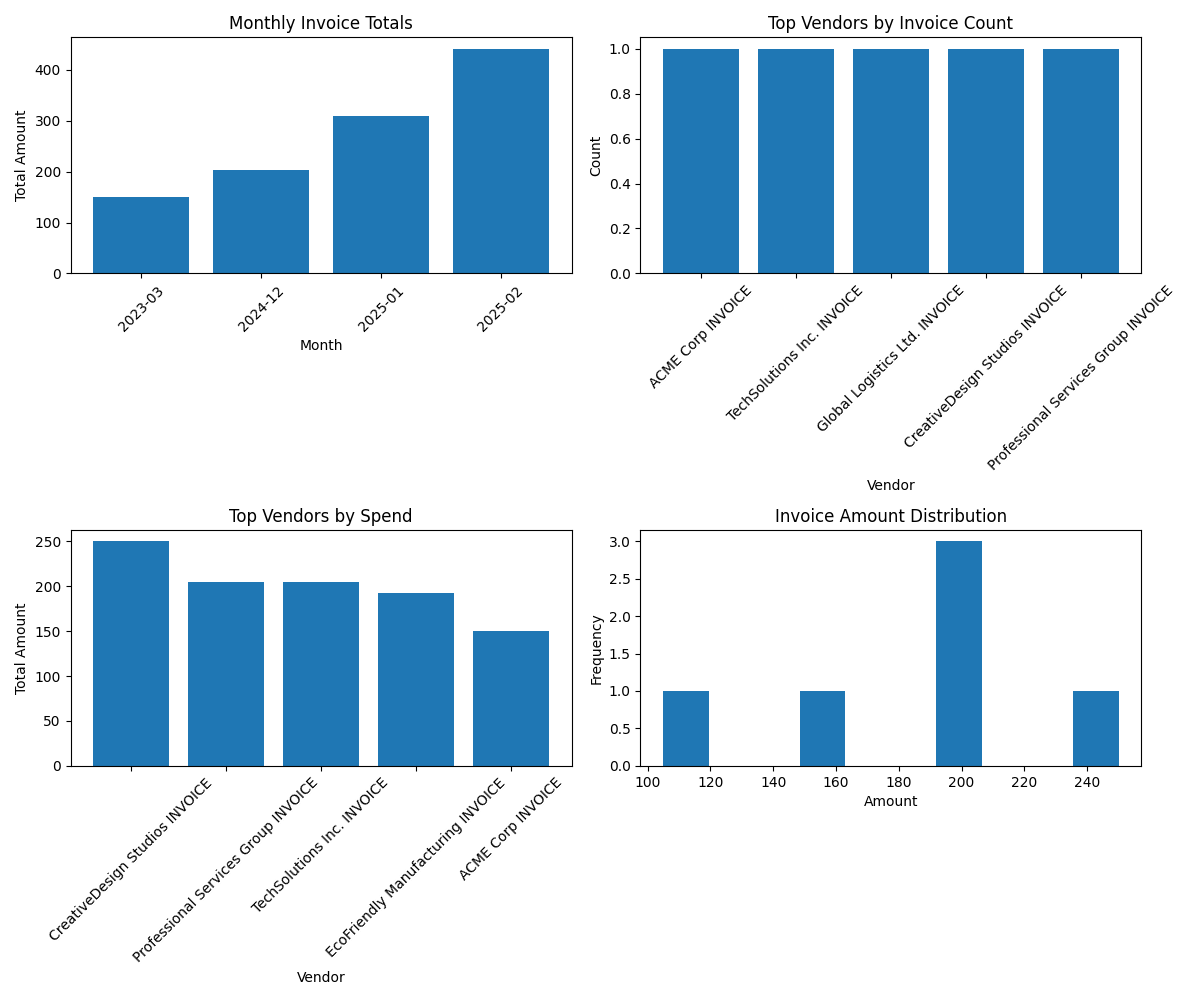 Monthly Invoice Totals
Total Amount
400
300
200
100
0
2023-03
2024-12
2025-01
2025-02
Month
Top Vendors by Invoice Count
Count
1.0
0.8
0.6
0.4
0.2
0.0
ACME Corp INVOICE
TechSolutions Inc. INVOICE
Global Logistics Ltd. INVOICE
CreativeDesign Studios INVOICE
Professional Services Group INVOICE
Vendor
Top Vendors by Spend
Total Amount
250
200
150
100
50
0
CreativeDesign Studios INVOICE
Professional Services Group INVOICE
TechSolutions Inc. INVOICE
EcoFriendly Manufacturing INVOICE
ACME Corp INVOICE
Vendor
Invoice Amount Distribution
Frequency
3.0
2.5
2.0
1.5
1.0
0.5
0.0
100
120
140
160
180
200
220
240
Amount